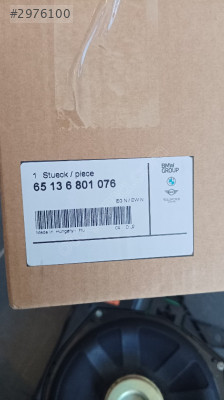 #2976100
1 Stueck / piece
65 13 6 801 076
BMW
GROUP
Made in Hungary - HU